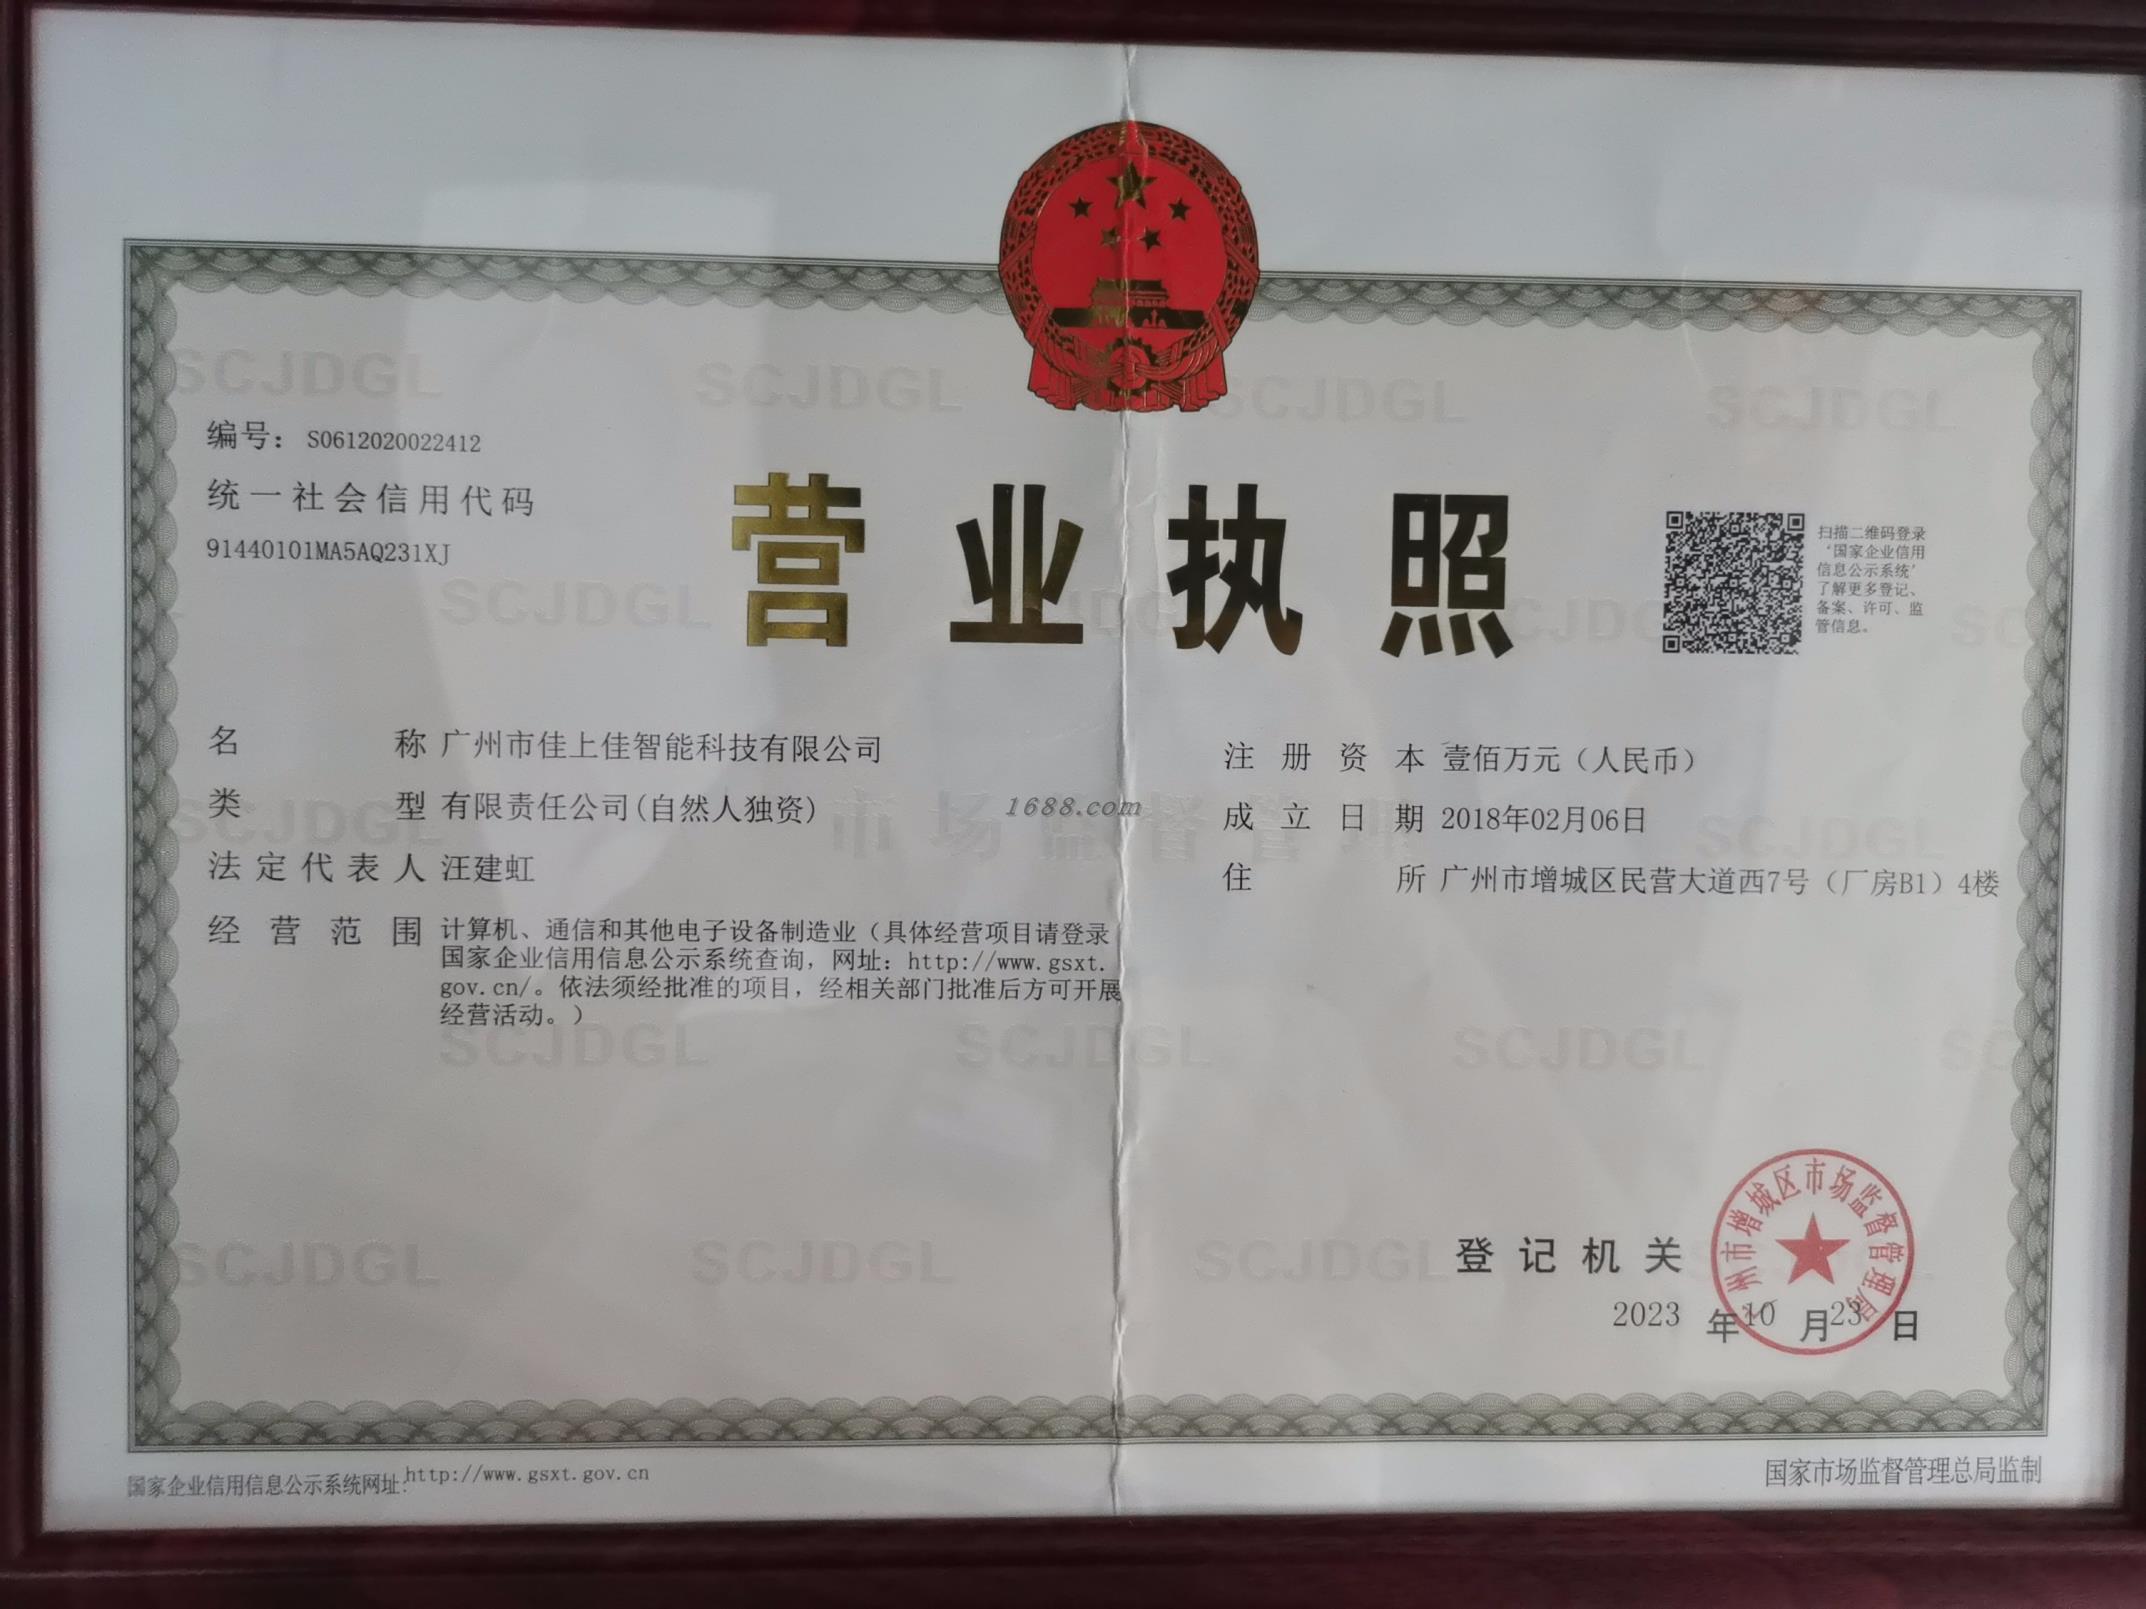 编号： S0612020022412
统一社会信用代码
91440101MA5AQ231XJ
营业执照
扫描二维码登录
‘国家企业信用
信息公示系统’
了解更多登记、
备案、许可、监
管信息。
名称 广州市佳上佳智能科技有限公司
类型 有限责任公司(自然人独资)
法定代表人 汪建虹
经营范围 计算机、通信和其他电子设备制造业（具体经营项目请登录
国家企业信用信息公示系统查询，网址：http://www.gsxt.
gov.cn/。依法须经批准的项目，经相关部门批准后方可开展
经营活动。）
注册资本 壹佰万元（人民币）
成立日期 2018年02月06日
住所 广州市增城区民营大道西7号（厂房B1）4楼
1688.com
市场监督管理
SCJDGL
登记机关
广州市增城区市场监督管理局
2023 年 10 月 23 日
国家企业信用信息公示系统网址:http://www.gsxt.gov.cn
国家市场监督管理总局监制